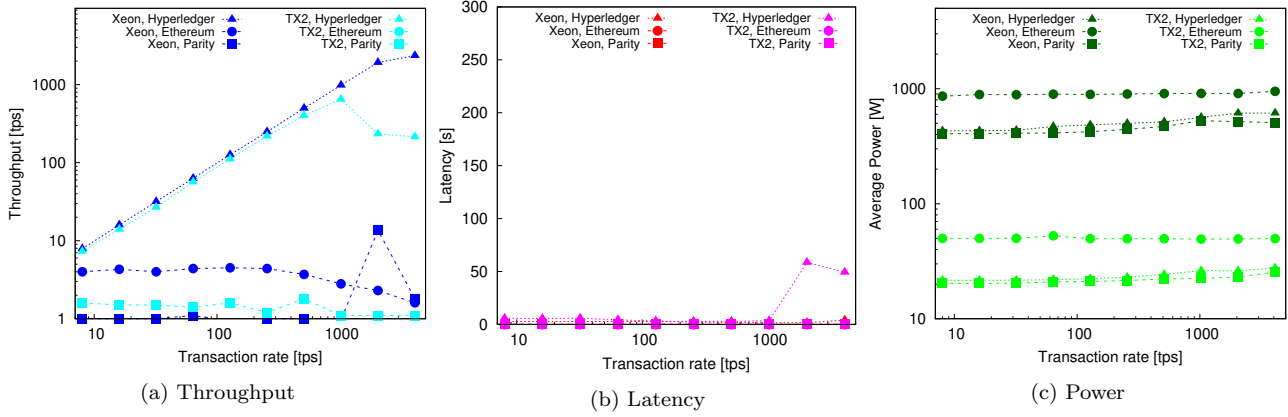 Throughput [tps]
1000
100
10
1
Xeon, Hyperledger
Xeon, Ethereum
Xeon, Parity
TX2, Hyperledger
TX2, Ethereum
TX2, Parity
10 100 1000
Transaction rate [tps]
(a) Throughput
Latency [s]
300
250
200
150
100
50
0
Xeon, Hyperledger
Xeon, Ethereum
Xeon, Parity
TX2, Hyperledger
TX2, Ethereum
TX2, Parity
10 100 1000
Transaction rate [tps]
(b) Latency
Average Power [W]
1000
100
10
Xeon, Hyperledger
Xeon, Ethereum
Xeon, Parity
TX2, Hyperledger
TX2, Ethereum
TX2, Parity
10 100 1000
Transaction rate [tps]
(c) Power